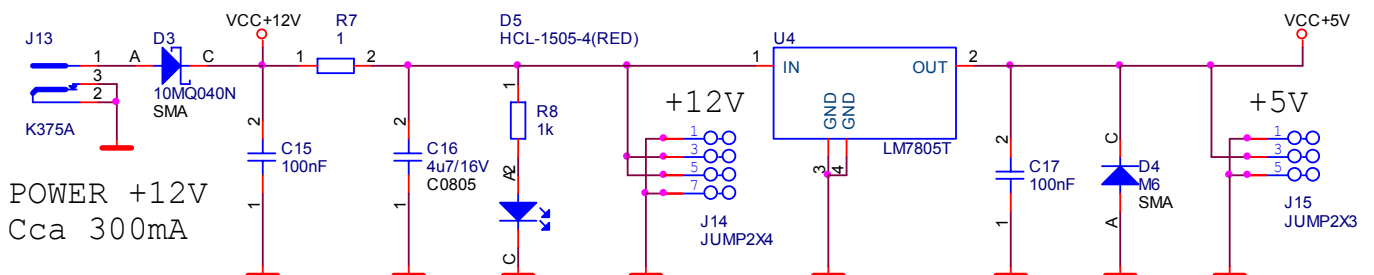 J13
1
3
2
K375A
A
D3
C
10MQ040N
SMA
VCC+12V
R7
1
1
2
2
C15
100nF
1
2
C16
4u7/16V
C0805
1
D5
HCL-1505-4(RED)
1
R8
1k
A2
C
+12V
1
3
5
7
J14
JUMP2X4
1
U4
IN
OUT
GND
GND
2
3
4
LM7805T
2
C17
100nF
1
C
D4
M6
SMA
A
VCC+5V
+5V
1
3
5
J15
JUMP2X3
POWER +12V
Cca 300mA